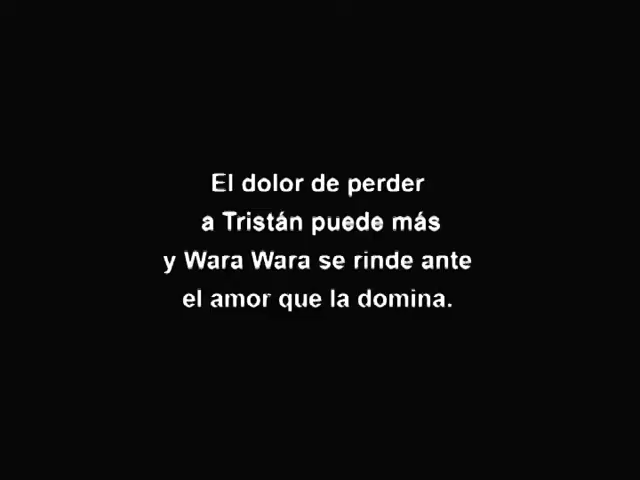 El dolor de perder
a Tristán puede más
y Wara Wara se rinde ante
el amor que la domina.